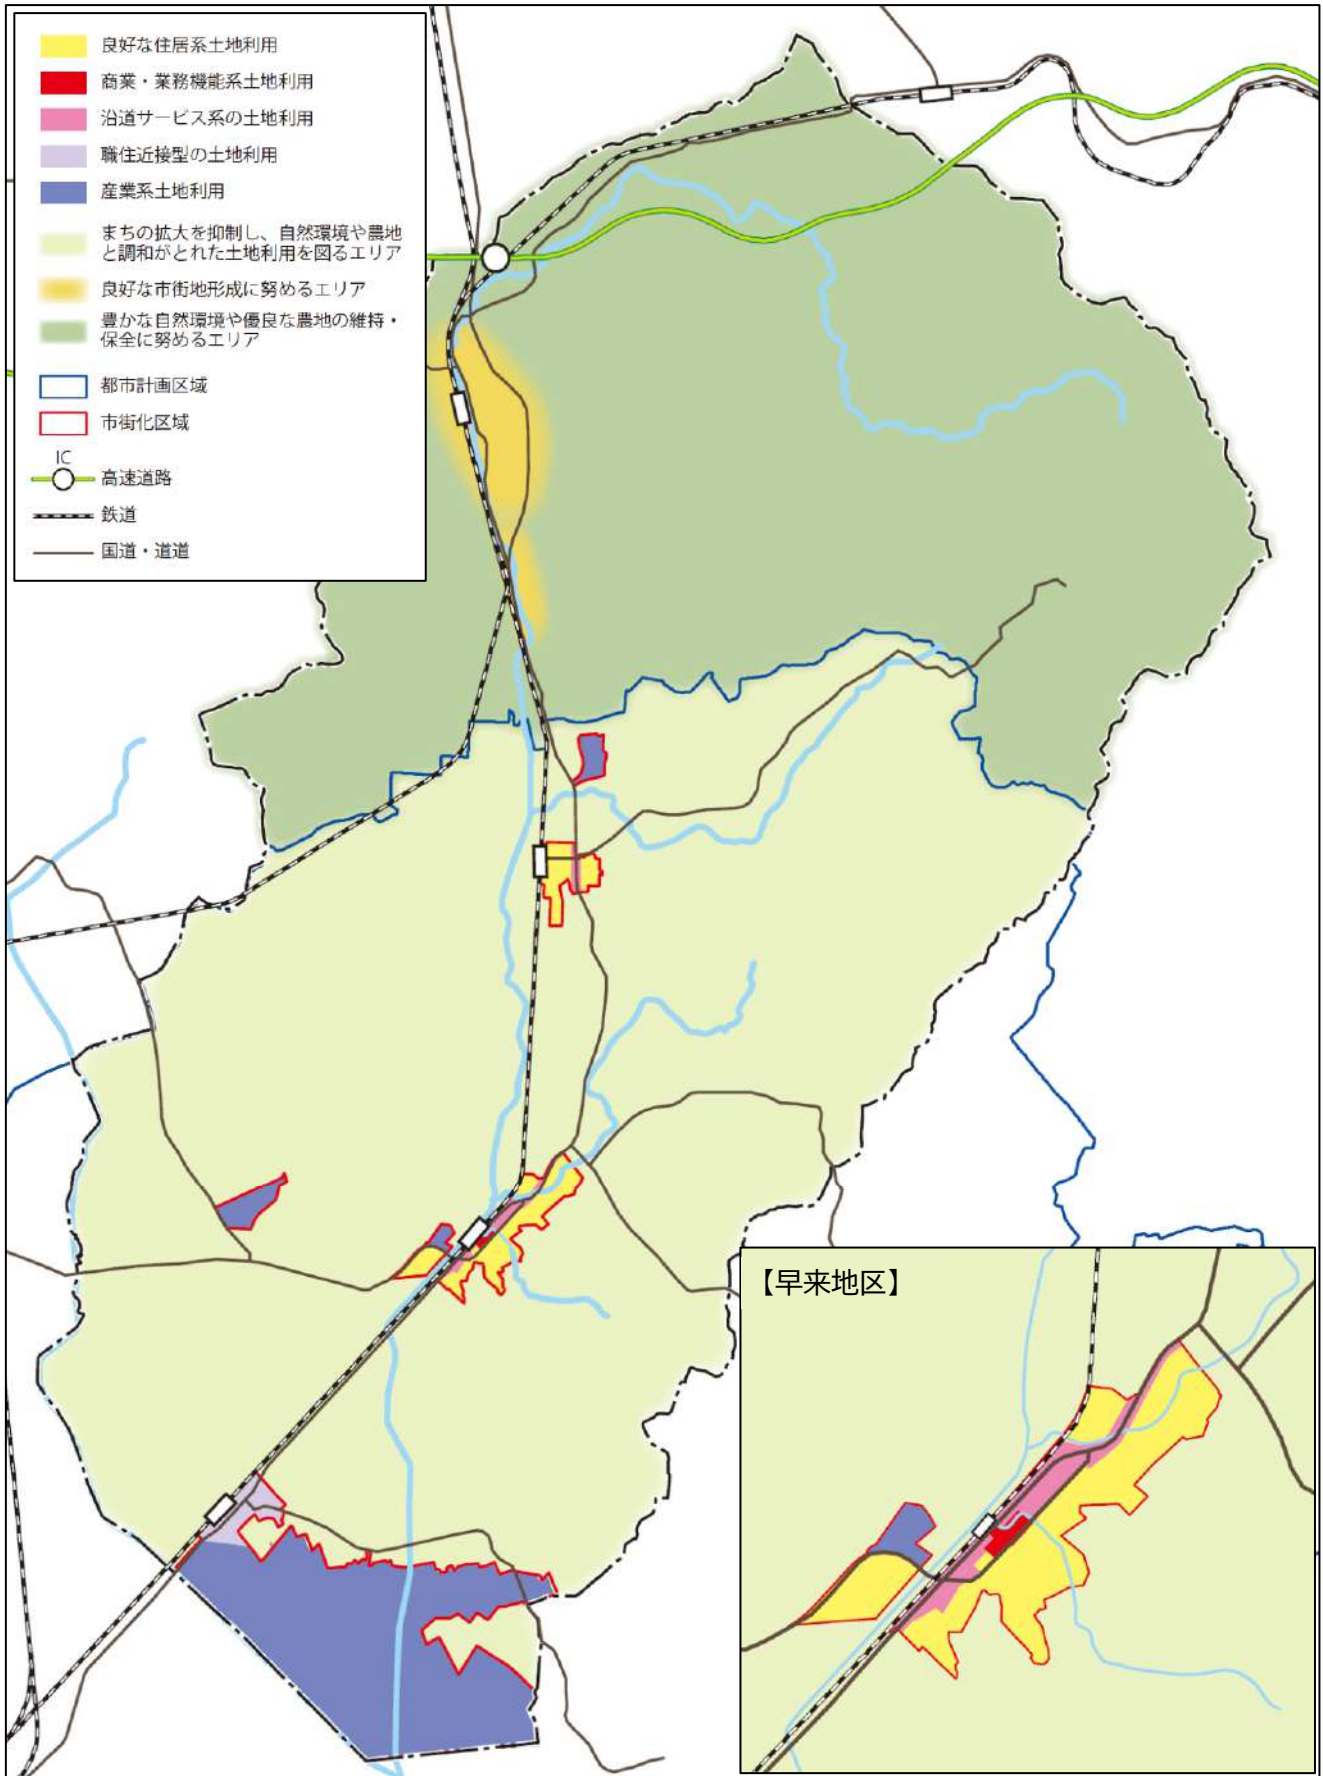 良好な住居系土地利用
商業・業務機能系土地利用
沿道サービス系の土地利用
職住近接型の土地利用
産業系土地利用
まちの拡大を抑制し、自然環境や農地
と調和がとれた土地利用を図るエリア
良好な市街地形成に努めるエリア
豊かな自然環境や優良な農地の維持・
保全に努めるエリア
都市計画区域
市街化区域
IC
高速道路
鉄道
国道・道道
【早来地区】